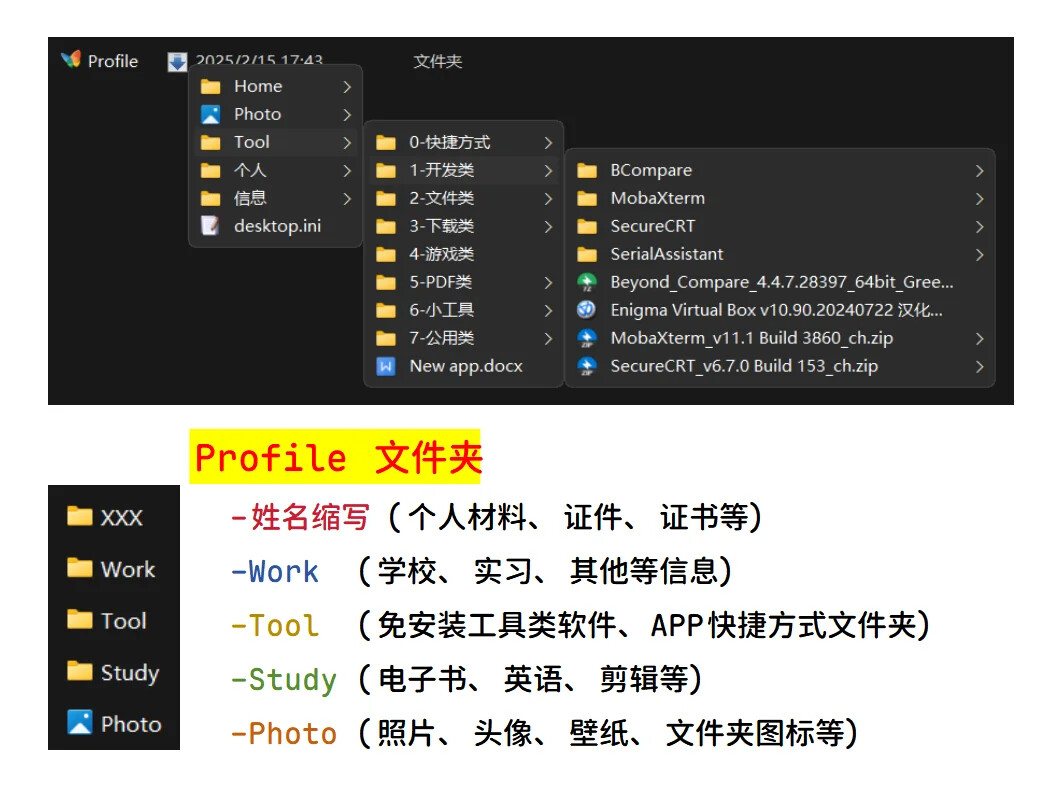 Profile 2025/2/15 17:43 文件夹
Home
Photo
Tool
个人
信息
desktop.ini
0-快捷方式
1-开发类
2-文件类
3-下载类
4-游戏类
5-PDF类
6-小工具
7-公用类
New app.docx
BCompare
MobaXterm
SecureCRT
SerialAssistant
Beyond_Compare_4.4.7.28397_64bit_Gree...
Enigma Virtual Box v10.90.20240722 汉化...
MobaXterm_v11.1 Build 3860_ch.zip
SecureCRT_v6.7.0 Build 153_ch.zip
Profile 文件夹
XXX
Work
Tool
Study
Photo
-姓名缩写（个人材料、证件、证书等）
-Work （学校、实习、其他等信息）
-Tool （免安装工具类软件、APP快捷方式文件夹）
-Study（电子书、英语、剪辑等）
-Photo（照片、头像、壁纸、文件夹图标等）